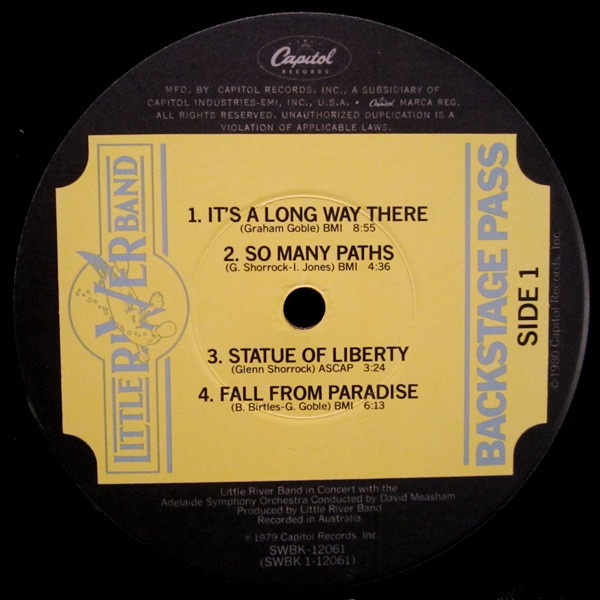 Capitol
RECORDS
MFD. BY CAPITOL RECORDS, INC., A SUBSIDIARY OF
CAPITOL INDUSTRIES-EMI, INC., U.S.A. • Capitol MARCA REG.
ALL RIGHTS RESERVED. UNAUTHORIZED DUPLICATION IS A
VIOLATION OF APPLICABLE LAWS.
LITTLE RIVER BAND
1. IT'S A LONG WAY THERE
(Graham Goble) BMI 8:55
2. SO MANY PATHS
(G. Shorrock-I. Jones) BMI 4:36
3. STATUE OF LIBERTY
(Glenn Shorrock) ASCAP 3:24
4. FALL FROM PARADISE
(B. Birtles-G. Goble) BMI 6:13
BACKSTAGE PASS
SIDE 1
© 1980 Capitol Records, Inc.
Little River Band in Concert with the
Adelaide Symphony Orchestra Conducted by David Measham
Produced by Little River Band
Recorded in Australia
℗ 1979 Capitol Records, Inc
SWBK-12061
(SWBK 1-12061)